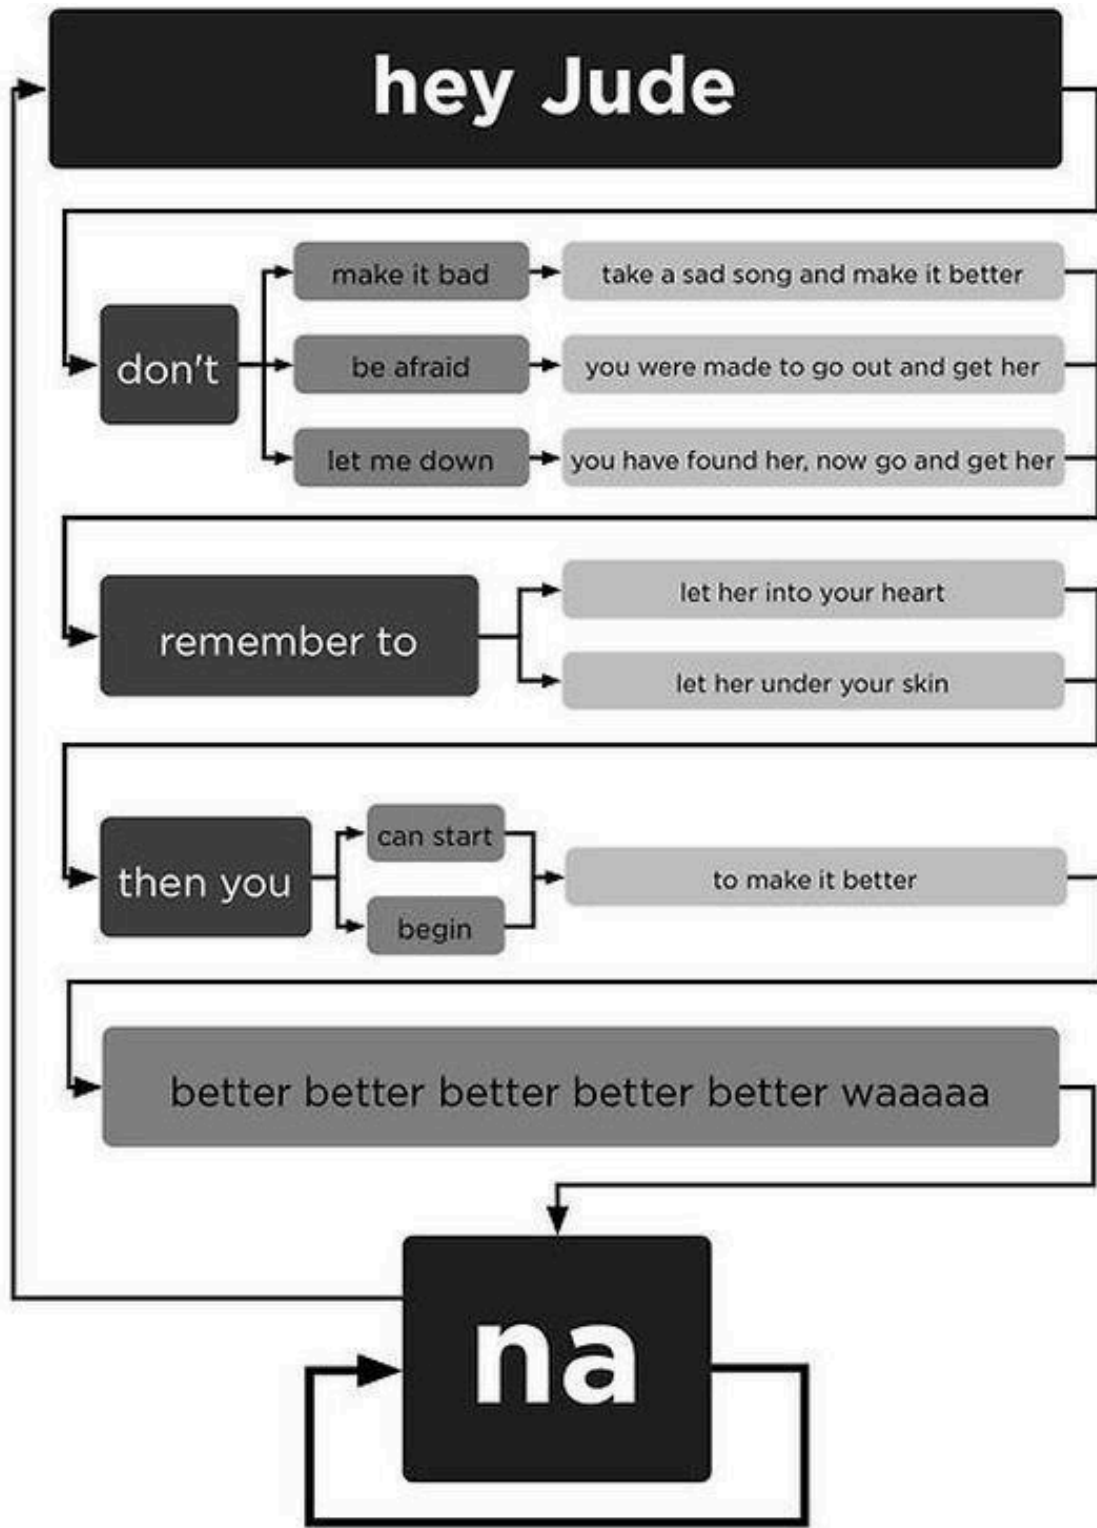 hey Jude
don't
make it bad
take a sad song and make it better
be afraid
you were made to go out and get her
let me down
you have found her, now go and get her
remember to
let her into your heart
let her under your skin
then you
can start
begin
to make it better
better better better better better waaaaa
na